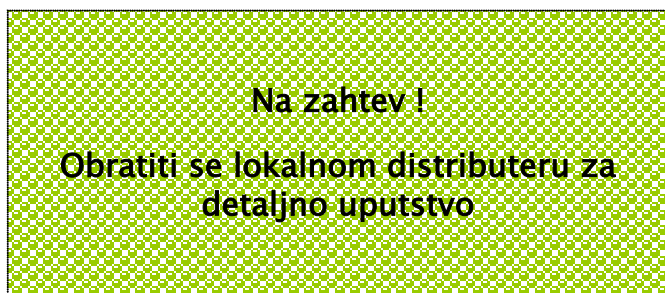 Na zahtev !
Obratiti se lokalnom distributeru za
detaljno uputstvo